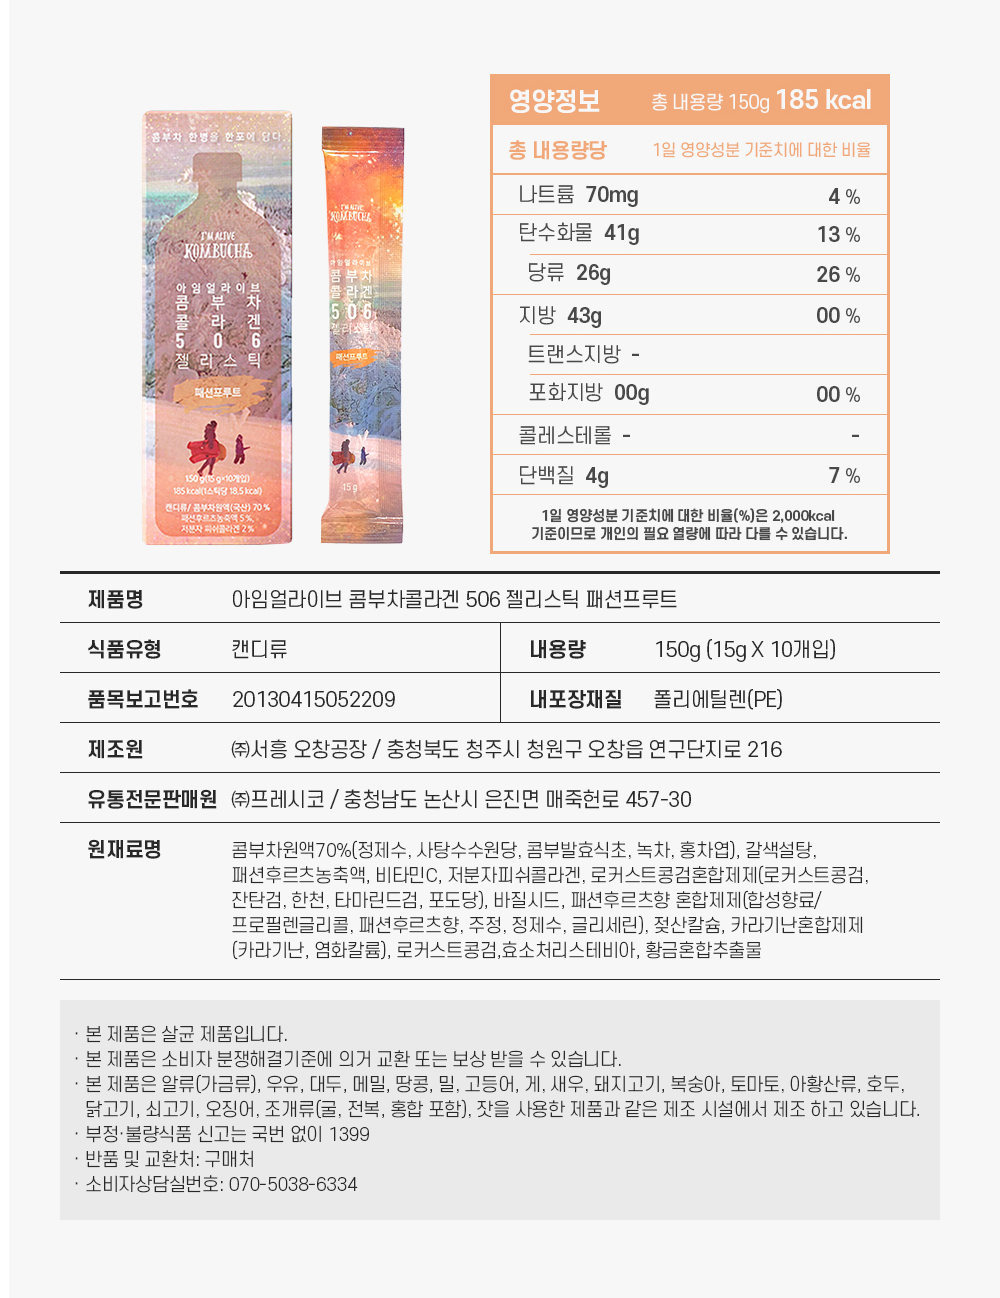 콤부차 한병을 한포에 담다
I'M ALIVE
KOMBUCHA
아임얼라이브
콤부차
콜라겐
506
젤리스틱
패션프루트
150 g(15 g×10개입)
185 kcal(1스틱당 18.5 kcal)
캔디류/ 콤부차원액(국산) 70 %
패션후르츠농축액 5 %,
저분자 피쉬콜라겐 2 %
I'M ALIVE
KOMBUCHA
아임얼라이브
콤부차
콜라겐
506
젤리스틱
패션프루트
15 g
영양정보 총 내용량 150g 185 kcal
총 내용량당 1일 영양성분 기준치에 대한 비율
나트륨 70mg 4 %
탄수화물 41g 13 %
당류 26g 26 %
지방 43g 00 %
트랜스지방 -
포화지방 00g 00 %
콜레스테롤 - -
단백질 4g 7 %
1일 영양성분 기준치에 대한 비율(%)은 2,000kcal
기준이므로 개인의 필요 열량에 따라 다를 수 있습니다.
제품명 아임얼라이브 콤부차콜라겐 506 젤리스틱 패션프루트
식품유형 캔디류 내용량 150g (15g X 10개입)
품목보고번호 20130415052209 내포장재질 폴리에틸렌(PE)
제조원 ㈜서흥 오창공장 / 충청북도 청주시 청원구 오창읍 연구단지로 216
유통전문판매원 ㈜프레시코 / 충청남도 논산시 은진면 매죽헌로 457-30
원재료명 콤부차원액70%(정제수, 사탕수수원당, 콤부발효식초, 녹차, 홍차엽), 갈색설탕,
패션후르츠농축액, 비타민C, 저분자피쉬콜라겐, 로커스트콩검혼합제제(로커스트콩검,
잔탄검, 한천, 타마린드검, 포도당), 바질시드, 패션후르츠향 혼합제제(합성향료/
프로필렌글리콜, 패션후르츠향, 주정, 정제수, 글리세린), 젖산칼슘, 카라기난혼합제제
(카라기난, 염화칼륨), 로커스트콩검,효소처리스테비아, 황금혼합추출물
· 본 제품은 살균 제품입니다.
· 본 제품은 소비자 분쟁해결기준에 의거 교환 또는 보상 받을 수 있습니다.
· 본 제품은 알류(가금류), 우유, 대두, 메밀, 땅콩, 밀, 고등어, 게, 새우, 돼지고기, 복숭아, 토마토, 아황산류, 호두,
닭고기, 쇠고기, 오징어, 조개류(굴, 전복, 홍합 포함), 잣을 사용한 제품과 같은 제조 시설에서 제조 하고 있습니다.
· 부정·불량식품 신고는 국번 없이 1399
· 반품 및 교환처: 구매처
· 소비자상담실번호: 070-5038-6334